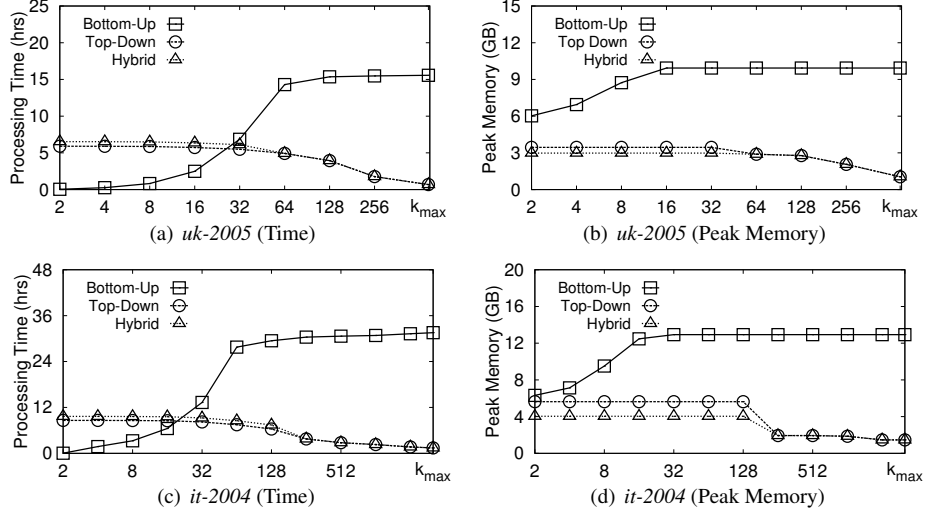 Processing Time (hrs)
25
20
15
10
5
0
Bottom-Up
Top-Down
Hybrid
2 4 8 16 32 64 128 256 k_max
(a) uk-2005 (Time)
Peak Memory (GB)
15
12
9
6
3
0
Bottom-Up
Top Down
Hybrid
2 4 8 16 32 64 128 256 k_max
(b) uk-2005 (Peak Memory)
Processing Time (hrs)
48
36
24
12
0
Bottom-Up
Top-Down
Hybrid
2 8 32 128 512 k_max
(c) it-2004 (Time)
Peak Memory (GB)
20
16
12
8
4
0
Bottom-Up
Top-Down
Hybrid
2 8 32 128 512 k_max
(d) it-2004 (Peak Memory)